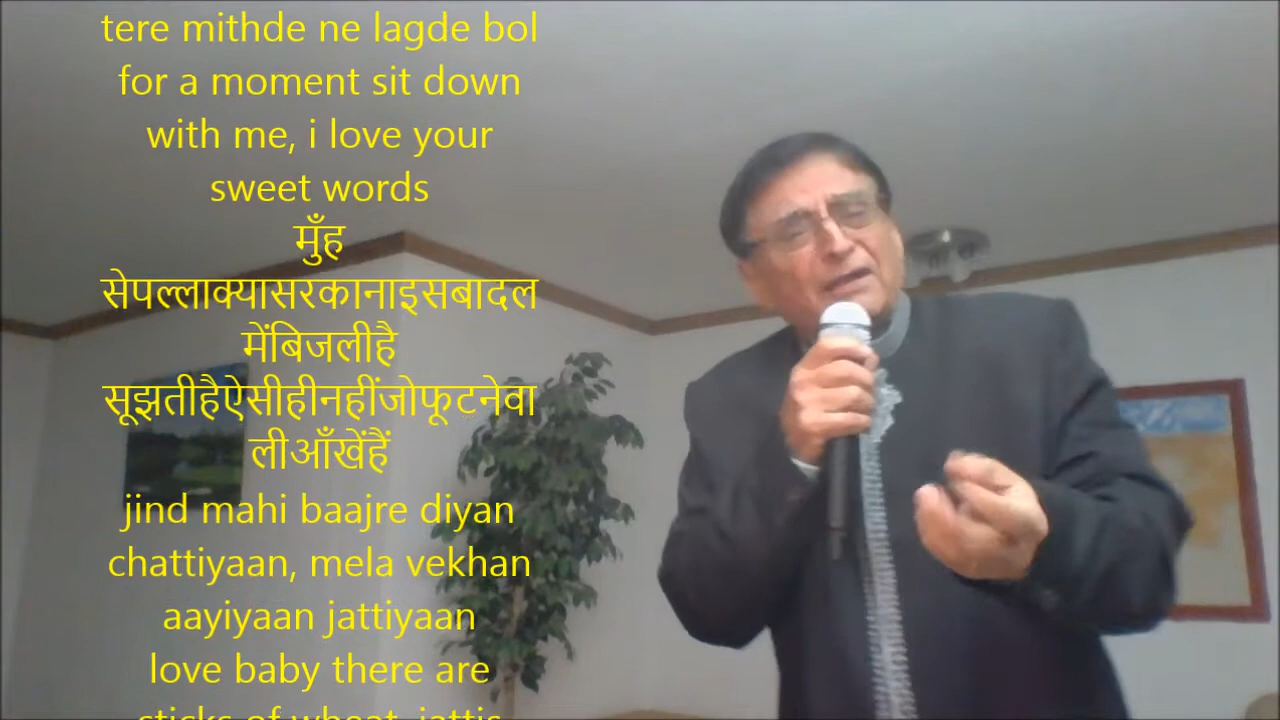 tere mithde ne lagde bol
for a moment sit down
with me, i love your
sweet words
मुँह
सेपल्लाक्यासरकानाइसबादल
मेंबिजलीहै
सूझतीहैऐसीहीनहींजोफूटनेवा
लीआँखेंहैं
jind mahi baajre diyan
chattiyaan, mela vekhan
aayiyaan jattiyaan
love baby there are
sticks of wheat, jattis